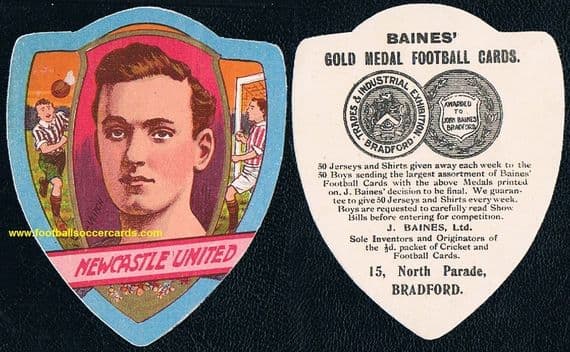 www.footballsoccercards.com
NEWCASTLE UNITED
BAINES'
GOLD MEDAL FOOTBALL CARDS.
TRADES & INDUSTRIAL EXHIBITION,
BRADFORD.
AWARDED
TO
JOHN BAINES
BRADFORD.
50 Jerseys and Shirts given away each week to the
50 Boys sending the largest assortment of Baines'
Football Cards with the above Medals printed
on. J. Baines' decision to be final. We guaran-
tee to give 50 Jerseys and Shirts every week.
Boys are requested to carefully read Show
Bills before entering for competition.
J. BAINES, Ltd.
Sole Inventors and Originators of
the ½d. packet of Cricket and
Football Cards.
15, North Parade,
BRADFORD.